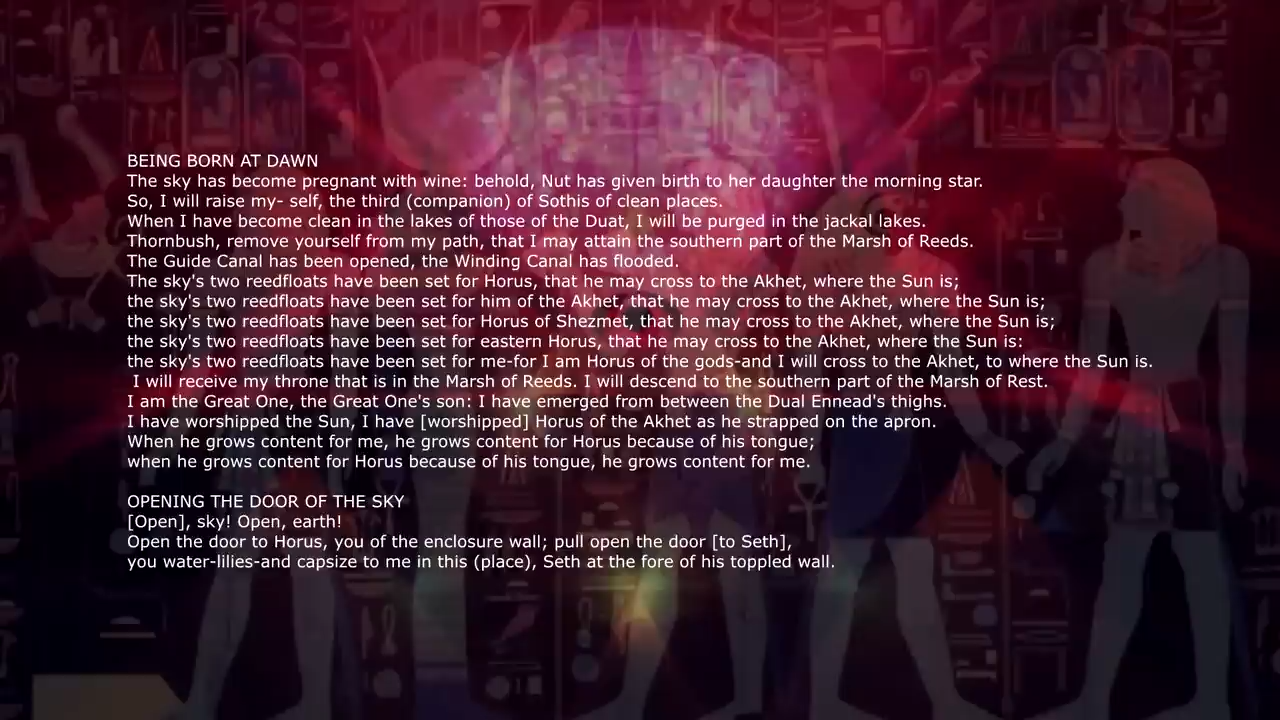 BEING BORN AT DAWN
The sky has become pregnant with wine: behold, Nut has given birth to her daughter the morning star.
So, I will raise my- self, the third (companion) of Sothis of clean places.
When I have become clean in the lakes of those of the Duat, I will be purged in the jackal lakes.
Thornbush, remove yourself from my path, that I may attain the southern part of the Marsh of Reeds.
The Guide Canal has been opened, the Winding Canal has flooded.
The sky's two reedfloats have been set for Horus, that he may cross to the Akhet, where the Sun is;
the sky's two reedfloats have been set for him of the Akhet, that he may cross to the Akhet, where the Sun is;
the sky's two reedfloats have been set for Horus of Shezmet, that he may cross to the Akhet, where the Sun is;
the sky's two reedfloats have been set for eastern Horus, that he may cross to the Akhet, where the Sun is:
the sky's two reedfloats have been set for me-for I am Horus of the gods-and I will cross to the Akhet, to where the Sun is.
I will receive my throne that is in the Marsh of Reeds. I will descend to the southern part of the Marsh of Rest.
I am the Great One, the Great One's son: I have emerged from between the Dual Ennead's thighs.
I have worshipped the Sun, I have [worshipped] Horus of the Akhet as he strapped on the apron.
When he grows content for me, he grows content for Horus because of his tongue;
when he grows content for Horus because of his tongue, he grows content for me.
OPENING THE DOOR OF THE SKY
[Open], sky! Open, earth!
Open the door to Horus, you of the enclosure wall; pull open the door [to Seth],
you water-lilies-and capsize to me in this (place), Seth at the fore of his toppled wall.